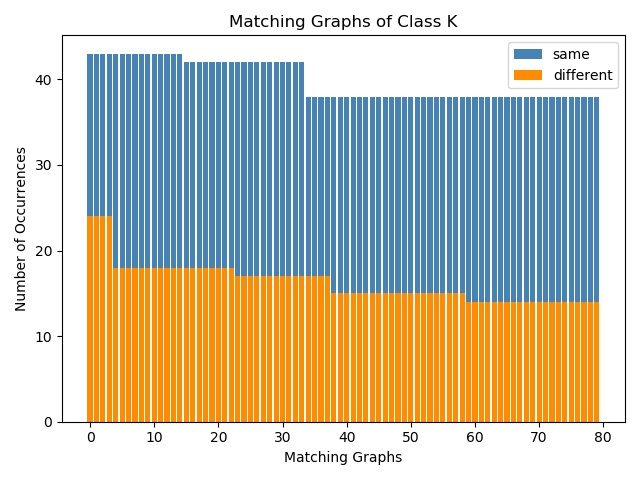 Matching Graphs of Class K
same
different
Number of Occurrences
40
30
20
10
0
0 10 20 30 40 50 60 70 80
Matching Graphs